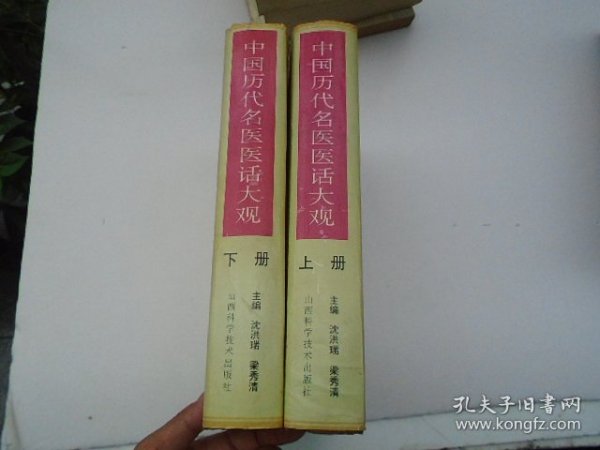 中国历代名医医话大观
下册
主编 沈洪瑞 梁秀清
山西科学技术出版社
中国历代名医医话大观
上册
主编 沈洪瑞 梁秀清
山西科学技术出版社
孔夫子旧书网
www.kongfz.com